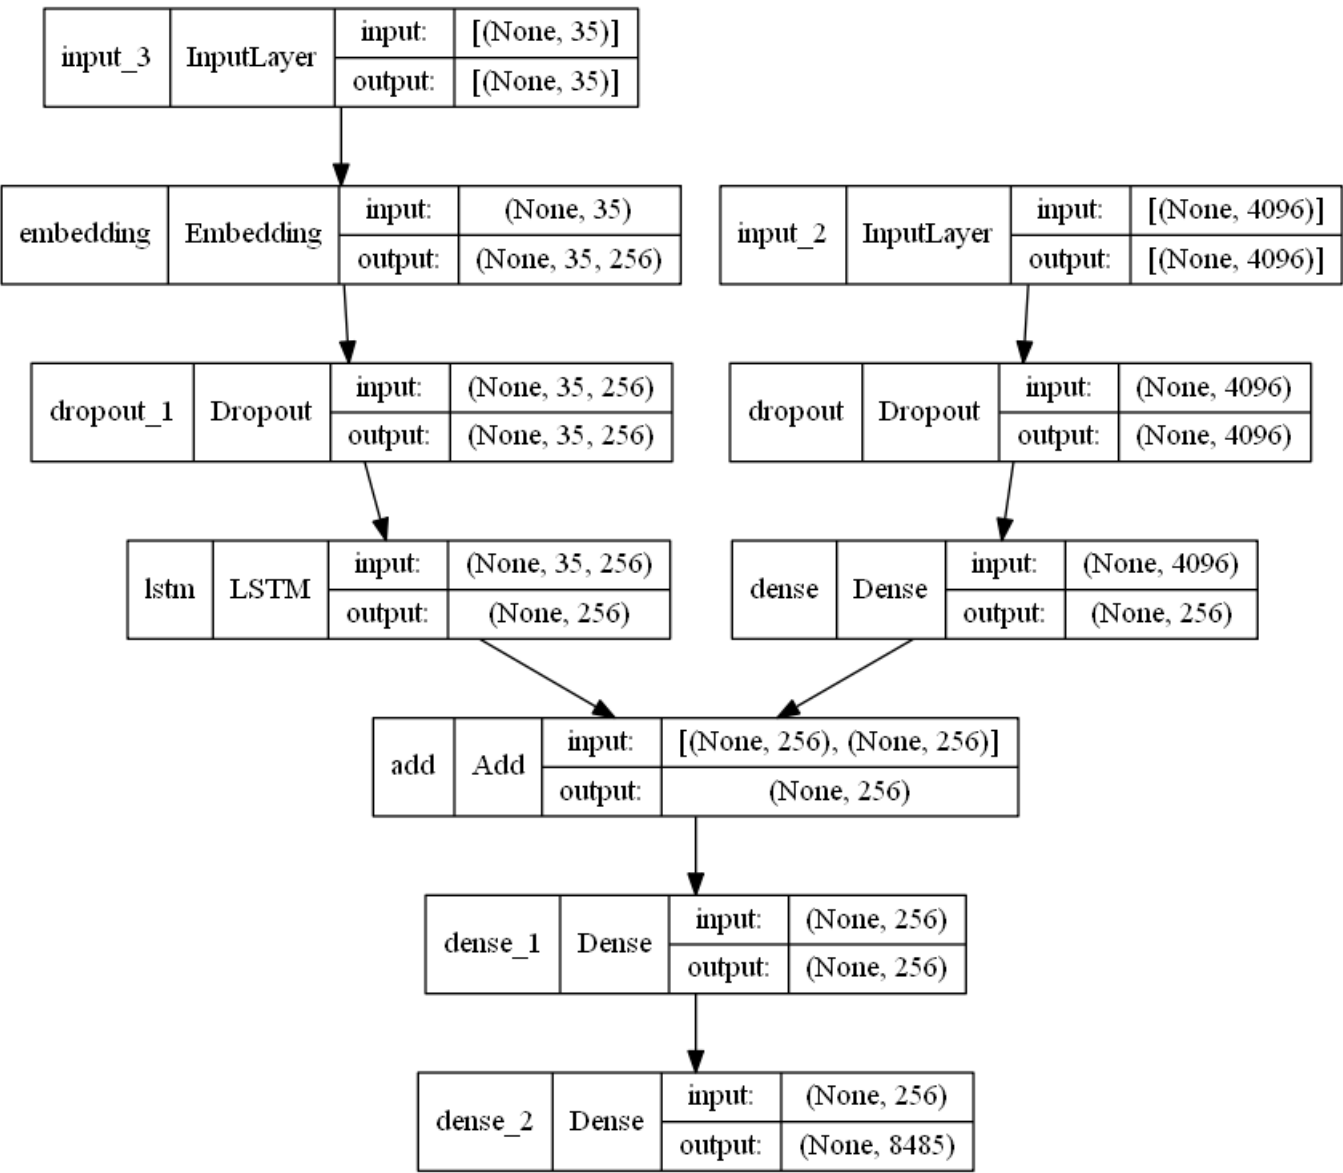 input_3 InputLayer input: [(None, 35)]
output: [(None, 35)]
embedding Embedding input: (None, 35)
output: (None, 35, 256)
input_2 InputLayer input: [(None, 4096)]
output: [(None, 4096)]
dropout_1 Dropout input: (None, 35, 256)
output: (None, 35, 256)
dropout Dropout input: (None, 4096)
output: (None, 4096)
lstm LSTM input: (None, 35, 256)
output: (None, 256)
dense Dense input: (None, 4096)
output: (None, 256)
add Add input: [(None, 256), (None, 256)]
output: (None, 256)
dense_1 Dense input: (None, 256)
output: (None, 256)
dense_2 Dense input: (None, 256)
output: (None, 8485)